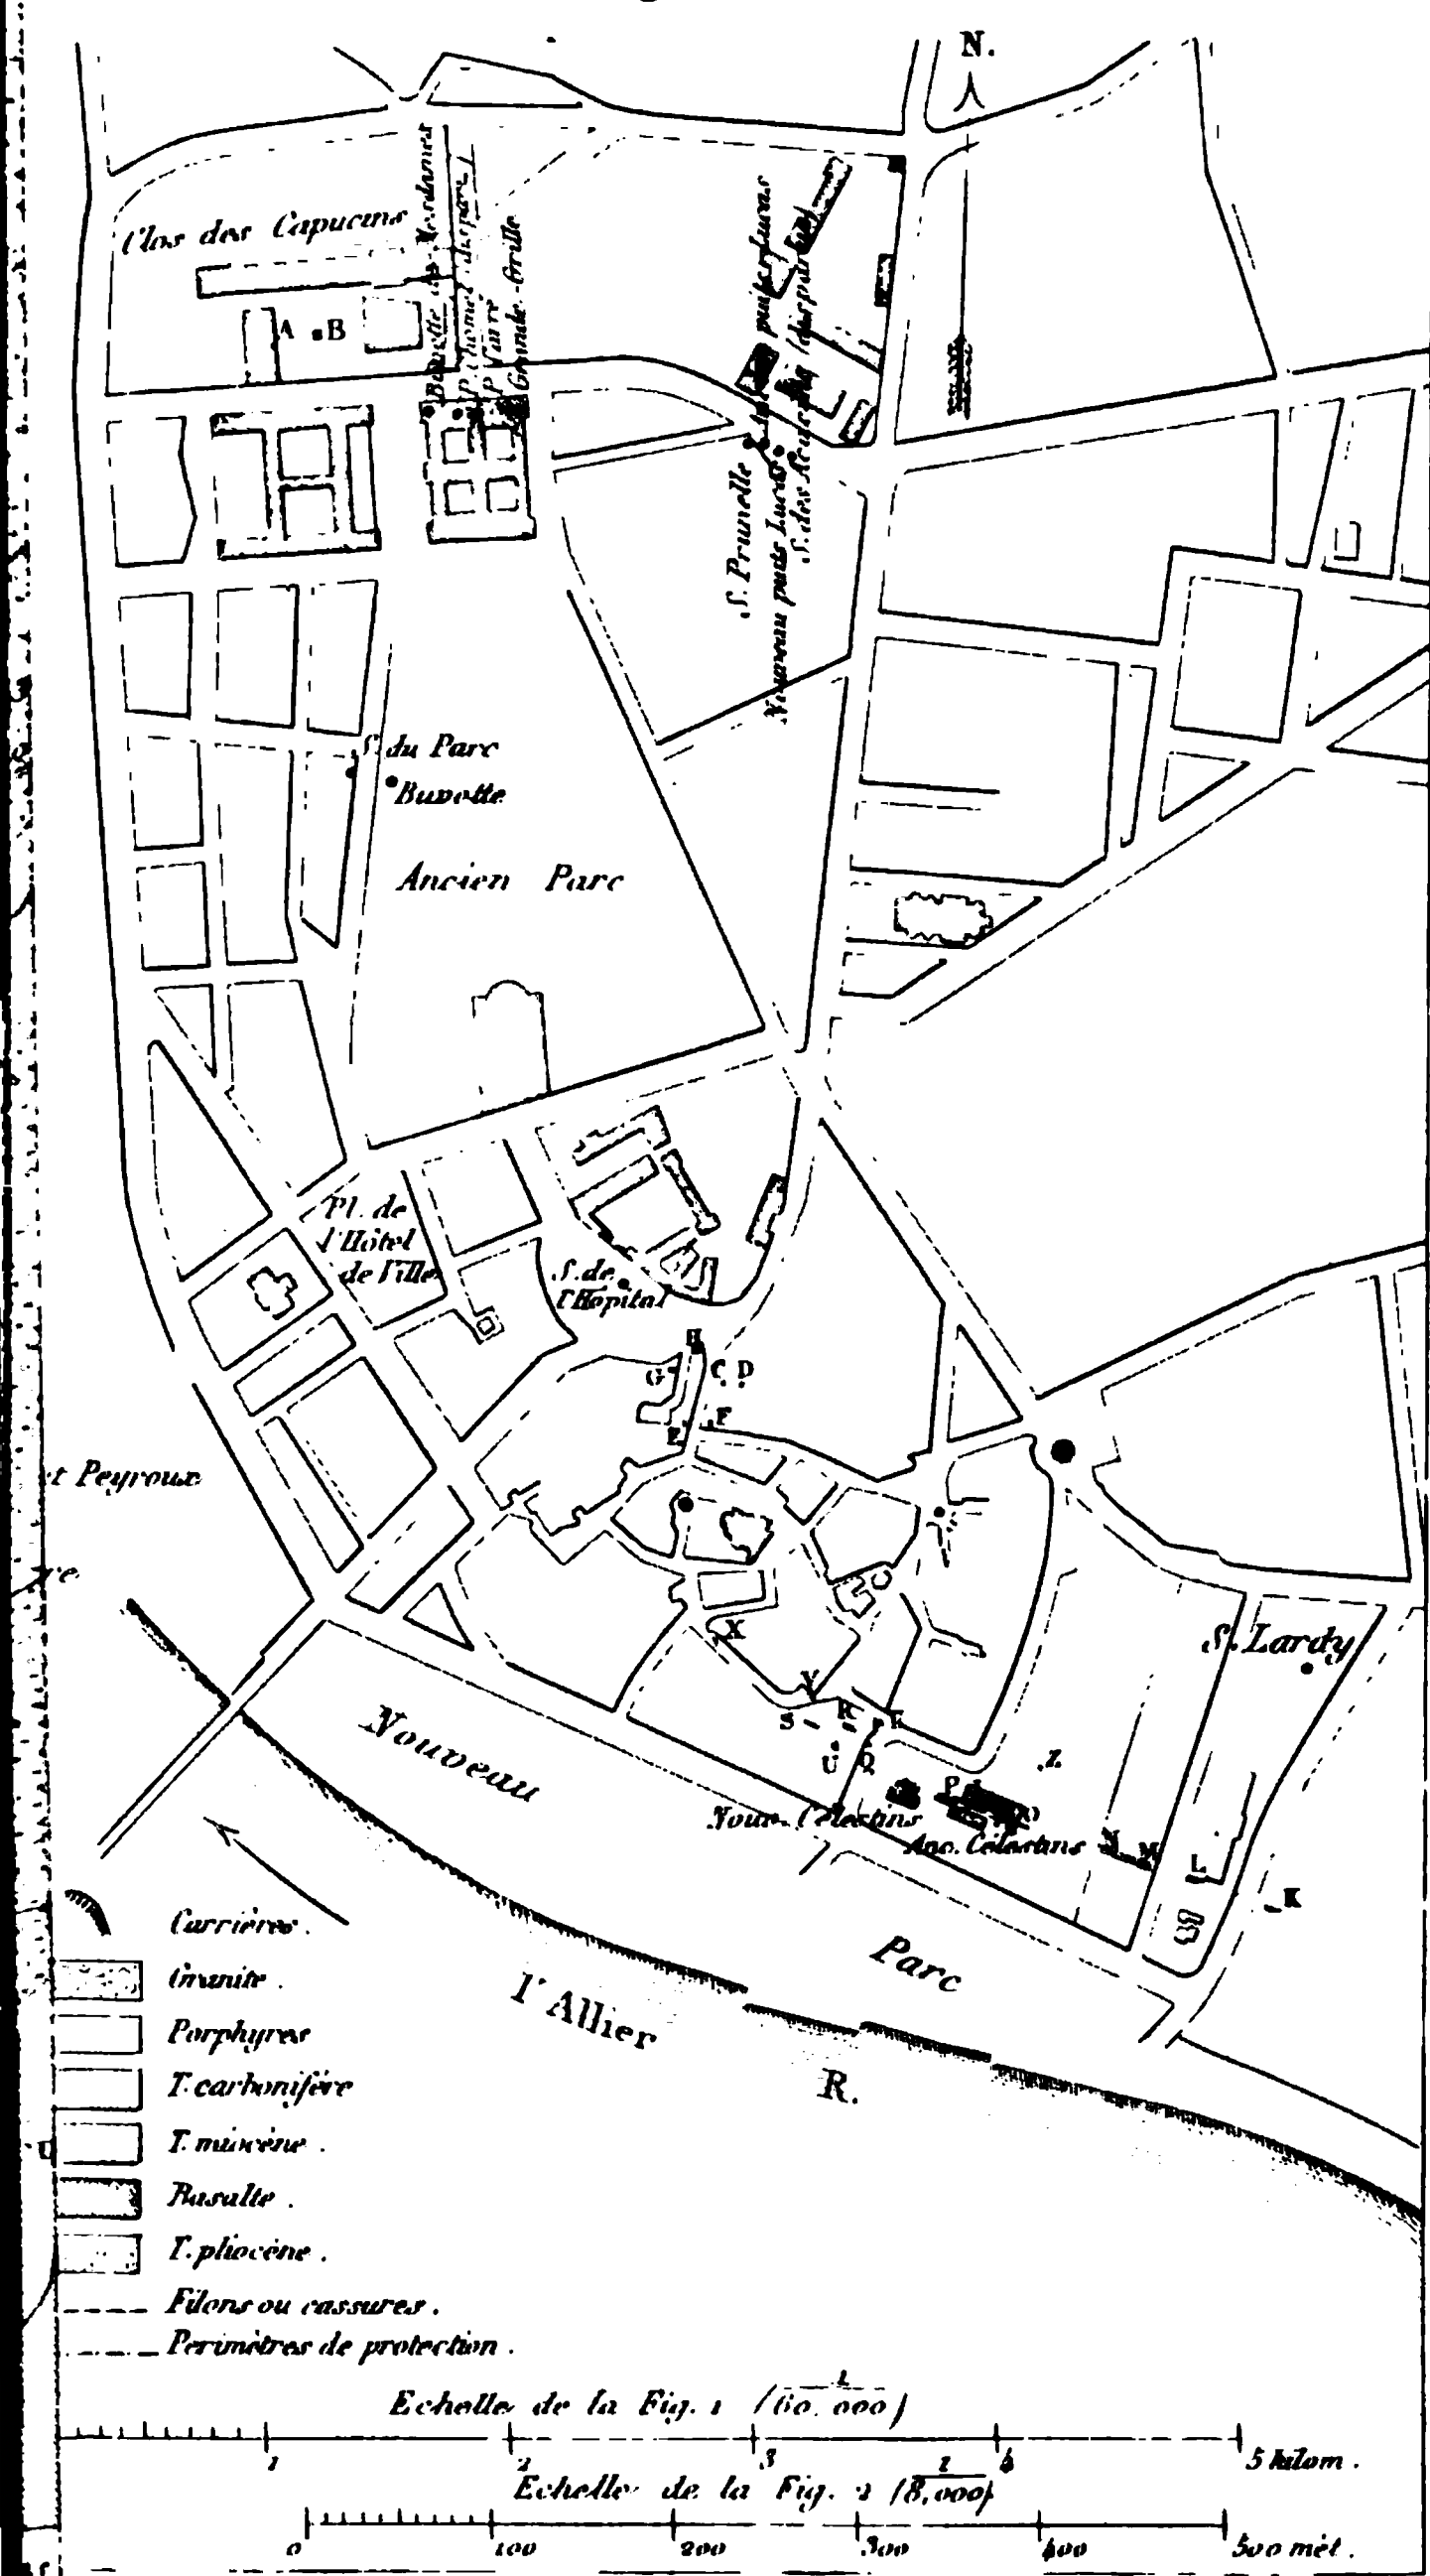 N.
Clos des Capucins
A B
Grande-Grille
S. Prunelle
Nouveau puits Lucas
S. du Parc
Buvette
Ancien Parc
Pl. de
l'Hôtel
de Ville
S. de
l'Hôpital
H
G C D
E F
t Peyroux
re
X
S. Lardy
V
S R
U Q
Z
P O
Nouv. Célestins
Anc. Célestins
N M
L
K
Nouveau
Parc
l'Allier
R.
Carrières.
Granite.
Porphyres
T. carbonifère
T. miocène.
Basalte.
T. pliocène.
Filons ou cassures.
Perimètres de protection.
Echelle de la Fig. 1 (1/60.000)
1 2 3 4 5 kilom.
Echelle de la Fig. 2 (1/8,000)
0 100 200 300 400 500 mèt.